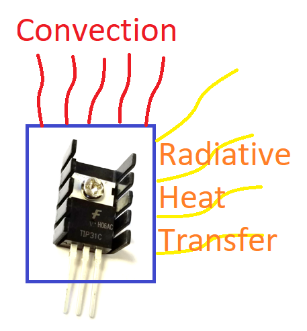 Convection
Radiative
Heat
Transfer
TIP31C